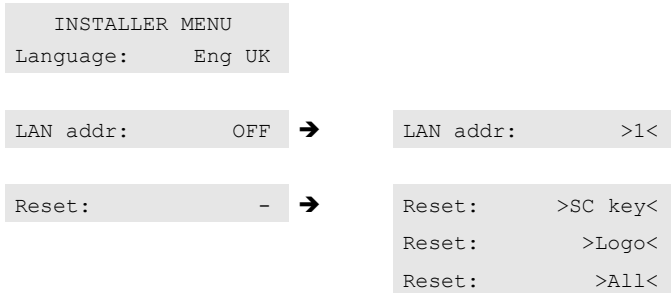 INSTALLER MENU
Language: Eng UK
LAN addr: OFF ➔ LAN addr: >1<
Reset: - ➔ Reset: >SC key<
Reset: >Logo<
Reset: >All<